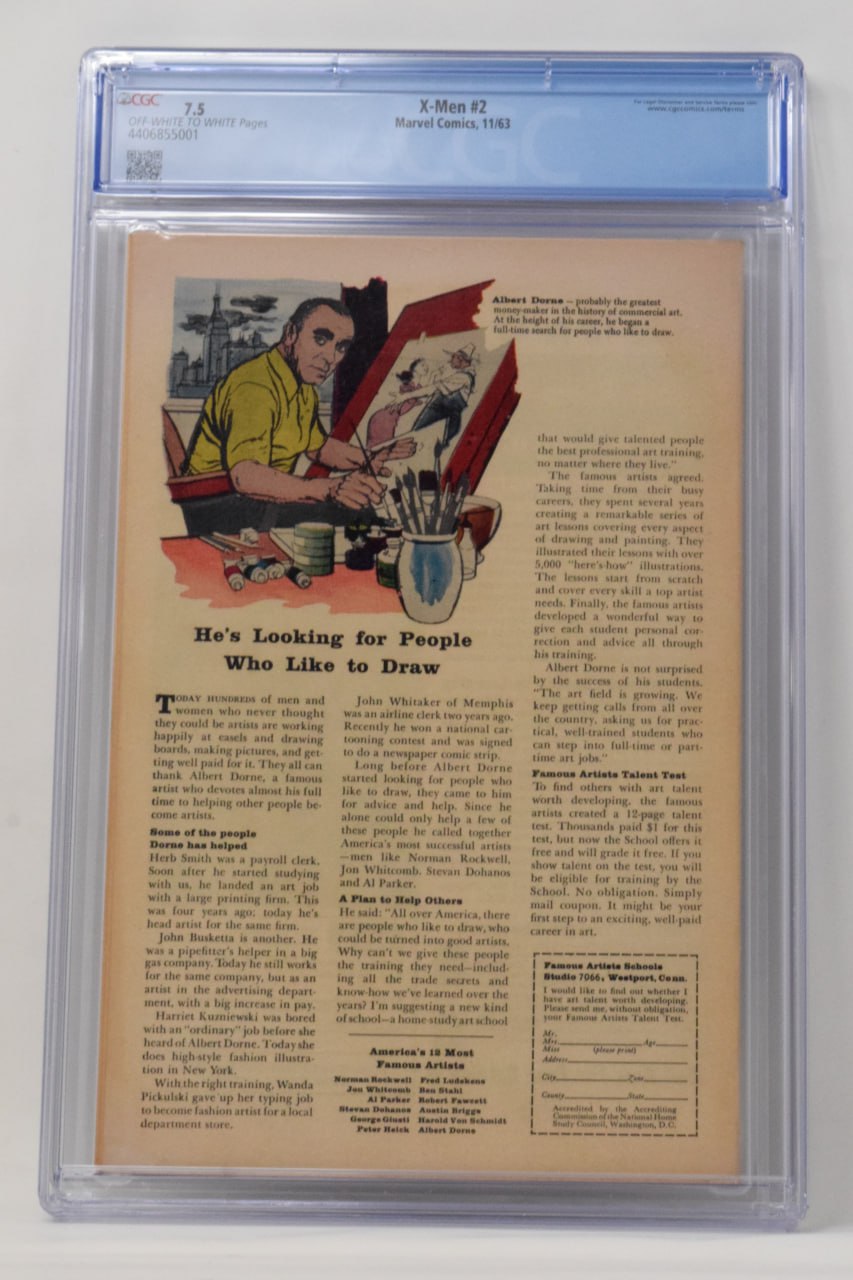 CGC
7.5
OFF-WHITE TO WHITE Pages
4406855001
X-Men #2
Marvel Comics, 11/63
For Legal Disclaimer and Service Terms please see:
www.cgccomics.com/terms
CGC
Albert Dorne — probably the greatest
money-maker in the history of commercial art.
At the height of his career, he began a
full-time search for people who like to draw.
He's Looking for People
Who Like to Draw
TODAY HUNDREDS of men and
women who never thought
they could be artists are working
happily at easels and drawing
boards, making pictures, and get-
ting well paid for it. They all can
thank Albert Dorne, a famous
artist who devotes almost his full
time to helping other people be-
come artists.
Some of the people
Dorne has helped
Herb Smith was a payroll clerk.
Soon after he started studying
with us, he landed an art job
with a large printing firm. This
was four years ago; today he's
head artist for the same firm.
John Busketta is another. He
was a pipefitter's helper in a big
gas company. Today he still works
for the same company, but as an
artist in the advertising depart-
ment, with a big increase in pay.
Harriet Kuzniewski was bored
with an "ordinary" job before she
heard of Albert Dorne. Today she
does high-style fashion illustra-
tion in New York.
With the right training, Wanda
Pickulski gave up her typing job
to become fashion artist for a local
department store.
John Whitaker of Memphis
was an airline clerk two years ago.
Recently he won a national car-
tooning contest and was signed
to do a newspaper comic strip.
Long before Albert Dorne
started looking for people who
like to draw, they came to him
for advice and help. Since he
alone could only help a few of
these people he called together
America's most successful artists
—men like Norman Rockwell,
Jon Whitcomb, Stevan Dohanos
and Al Parker.
A Plan to Help Others
He said: "All over America, there
are people who like to draw, who
could be turned into good artists.
Why can't we give these people
the training they need—includ-
ing all the trade secrets and
know-how we've learned over the
years? I'm suggesting a new kind
of school—a home-study art school
America's 12 Most
Famous Artists
Norman Rockwell Fred Ludekens
Jon Whitcomb Ben Stahl
Al Parker Robert Fawcett
Stevan Dohanos Austin Briggs
George Giusti Harold Von Schmidt
Peter Helck Albert Dorne
that would give talented people
the best professional art training,
no matter where they live."
The famous artists agreed.
Taking time from their busy
careers, they spent several years
creating a remarkable series of
art lessons covering every aspect
of drawing and painting. They
illustrated their lessons with over
5,000 "here's-how" illustrations.
The lessons start from scratch
and cover every skill a top artist
needs. Finally, the famous artists
developed a wonderful way to
give each student personal cor-
rection and advice all through
his training.
Albert Dorne is not surprised
by the success of his students.
"The art field is growing. We
keep getting calls from all over
the country, asking us for prac-
tical, well-trained students who
can step into full-time or part-
time art jobs."
Famous Artists Talent Test
To find others with art talent
worth developing, the famous
artists created a 12-page talent
test. Thousands paid $1 for this
test, but now the School offers it
free and will grade it free. If you
show talent on the test, you will
be eligible for training by the
School. No obligation. Simply
mail coupon. It might be your
first step to an exciting, well-paid
career in art.
Famous Artists Schools
Studio 7066, Westport, Conn.
I would like to find out whether I
have art talent worth developing.
Please send me, without obligation,
your Famous Artists Talent Test.
Mr.
Mrs. Age
Miss (please print)
Address
City Zone
County State
Accredited by the Accrediting
Commission of the National Home
Study Council, Washington, D.C.